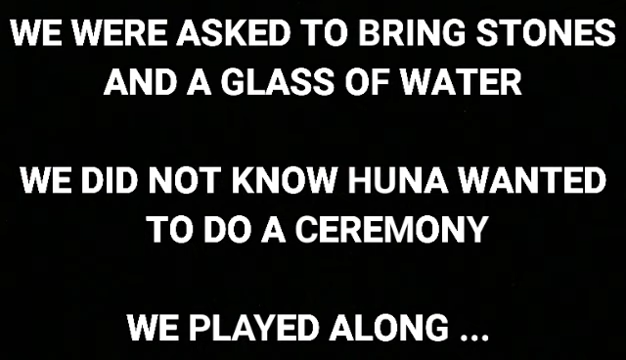 WE WERE ASKED TO BRING STONES
AND A GLASS OF WATER
WE DID NOT KNOW HUNA WANTED
TO DO A CEREMONY
WE PLAYED ALONG ...